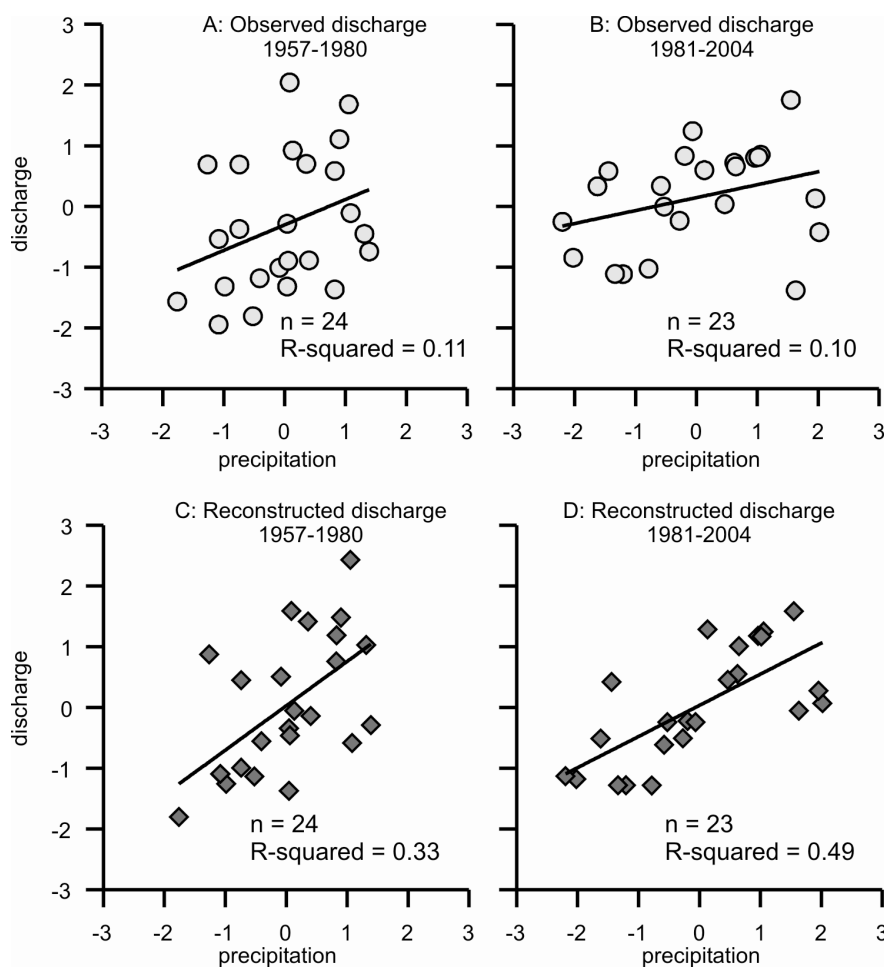 A: Observed discharge
1957-1980
3
2
1
0
-1
-2
-3
discharge
n = 24
R-squared = 0.11
-3 -2 -1 0 1 2 3
precipitation
B: Observed discharge
1981-2004
n = 23
R-squared = 0.10
-3 -2 -1 0 1 2 3
precipitation
C: Reconstructed discharge
1957-1980
3
2
1
0
-1
-2
-3
discharge
n = 24
R-squared = 0.33
-3 -2 -1 0 1 2 3
precipitation
D: Reconstructed discharge
1981-2004
n = 23
R-squared = 0.49
-3 -2 -1 0 1 2 3
precipitation